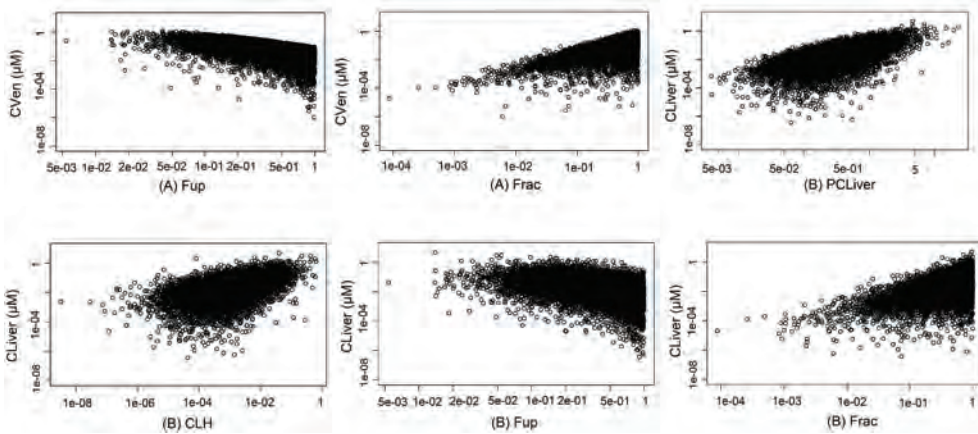 CVen (μM)
1
1e-04
1e-08
5e-03 1e-02 2e-02 5e-02 1e-01 2e-01 5e-01 1
(A) Fup
CVen (μM)
1
1e-04
1e-08
1e-04 1e-03 1e-02 1e-01 1
(A) Frac
CLiver (μM)
1
1e-04
1e-08
5e-03 5e-02 5e-01 5
(B) PCLiver
CLiver (μM)
1
1e-04
1e-08
1e-08 1e-06 1e-04 1e-02 1
(B) CLH
CLiver (μM)
1
1e-04
1e-08
5e-03 1e-02 2e-02 5e-02 1e-01 2e-01 5e-01 1
(B) Fup
CLiver (μM)
1
1e-04
1e-08
1e-04 1e-03 1e-02 1e-01 1
(B) Frac